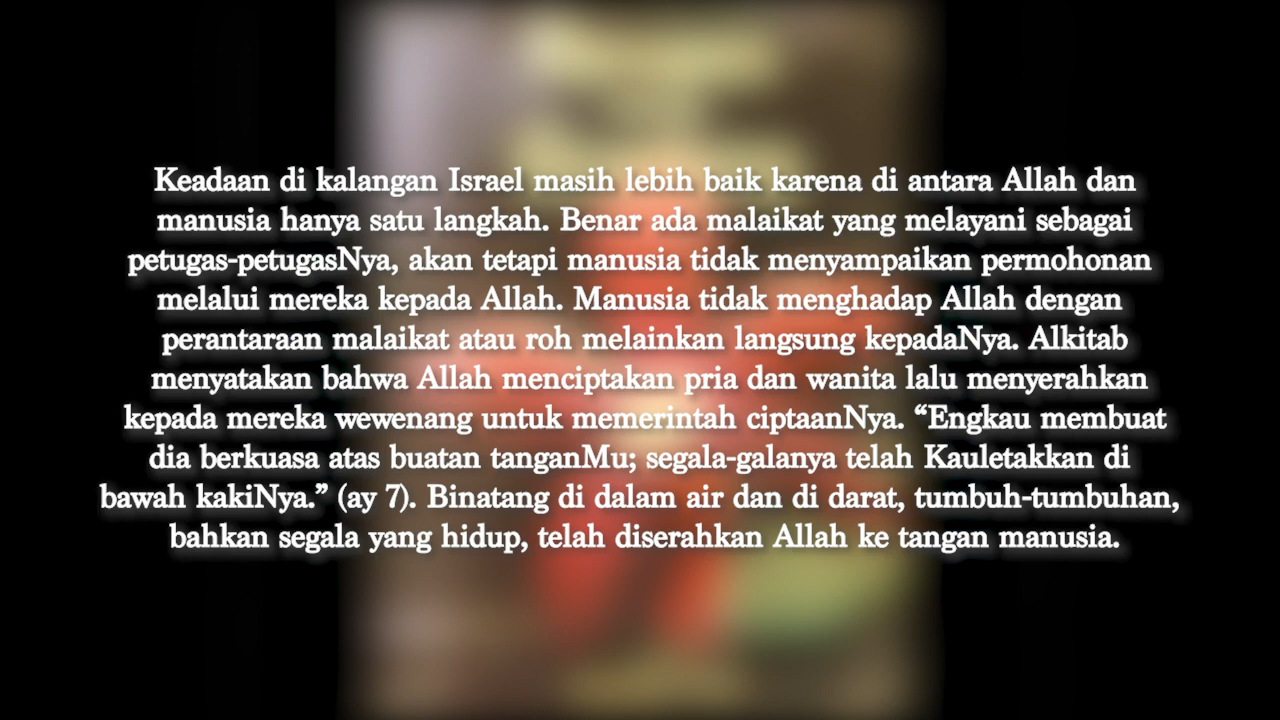 Keadaan di kalangan Israel masih lebih baik karena di antara Allah dan
manusia hanya satu langkah. Benar ada malaikat yang melayani sebagai
petugas-petugasNya, akan tetapi manusia tidak menyampaikan permohonan
melalui mereka kepada Allah. Manusia tidak menghadap Allah dengan
perantaraan malaikat atau roh melainkan langsung kepadaNya. Alkitab
menyatakan bahwa Allah menciptakan pria dan wanita lalu menyerahkan
kepada mereka wewenang untuk memerintah ciptaanNya. “Engkau membuat
dia berkuasa atas buatan tanganMu; segala-galanya telah Kauletakkan di
bawah kakiNya.” (ay 7). Binatang di dalam air dan di darat, tumbuh-tumbuhan,
bahkan segala yang hidup, telah diserahkan Allah ke tangan manusia.